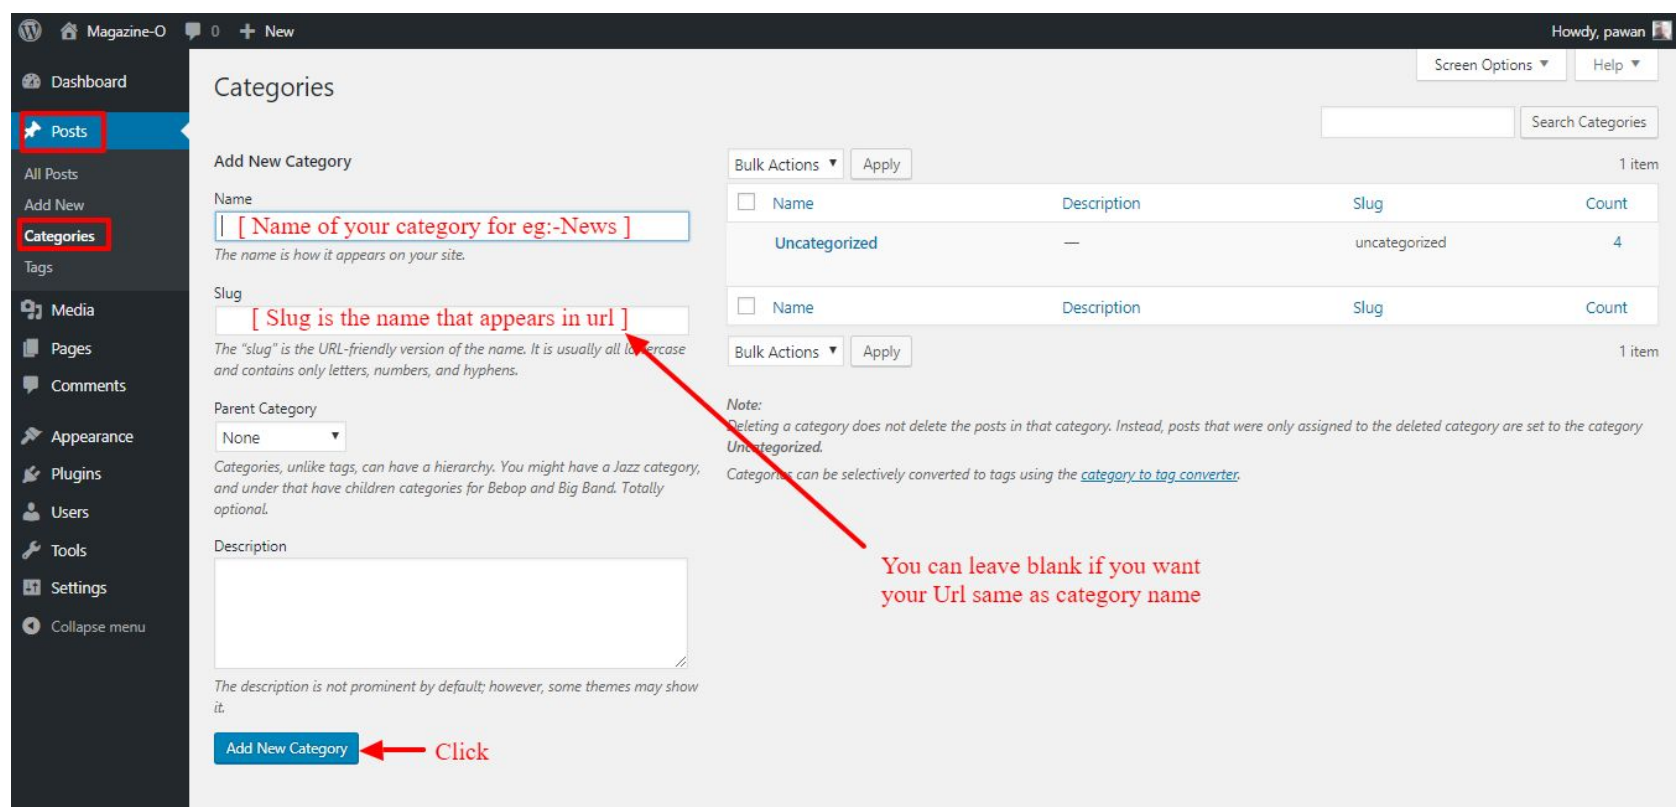 Magazine-O 0 New Howdy, pawan
Dashboard
Posts
All Posts
Add New
Categories
Tags
Media
Pages
Comments
Appearance
Plugins
Users
Tools
Settings
Collapse menu
Screen Options Help
Categories
Search Categories
Add New Category
Name
[ Name of your category for eg:-News ]
The name is how it appears on your site.
Slug
[ Slug is the name that appears in url ]
The “slug” is the URL-friendly version of the name. It is usually all lowercase
and contains only letters, numbers, and hyphens.
Parent Category
None
Categories, unlike tags, can have a hierarchy. You might have a Jazz category,
and under that have children categories for Bebop and Big Band. Totally
optional.
Description
The description is not prominent by default; however, some themes may show
it.
Add New Category Click
Bulk Actions Apply 1 item
Name Description Slug Count
Uncategorized — uncategorized 4
Name Description Slug Count
Bulk Actions Apply 1 item
Note:
Deleting a category does not delete the posts in that category. Instead, posts that were only assigned to the deleted category are set to the category
Uncategorized.
Categories can be selectively converted to tags using the category to tag converter.
You can leave blank if you want
your Url same as category name